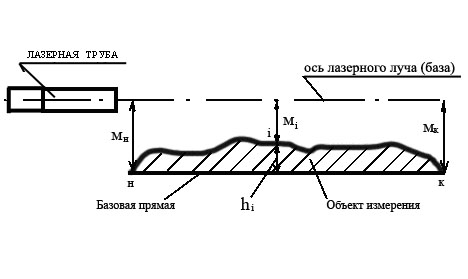 ЛАЗЕРНАЯ ТРУБА
ось лазерного луча (база)
Mн
i
Mi
Mк
н
к
Базовая прямая
hi
Объект измерения